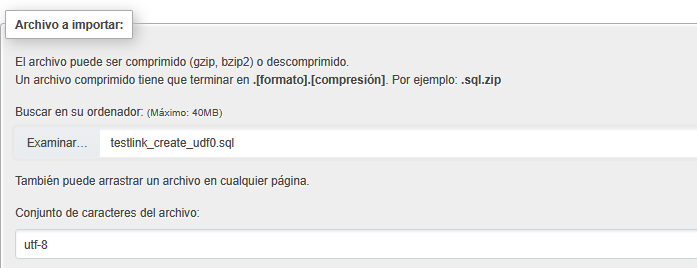 Archivo a importar:
El archivo puede ser comprimido (gzip, bzip2) o descomprimido.
Un archivo comprimido tiene que terminar en .[formato].[compresión]. Por ejemplo: .sql.zip
Buscar en su ordenador: (Máximo: 40MB)
Examinar... testlink_create_udf0.sql
También puede arrastrar un archivo en cualquier página.
Conjunto de caracteres del archivo:
utf-8